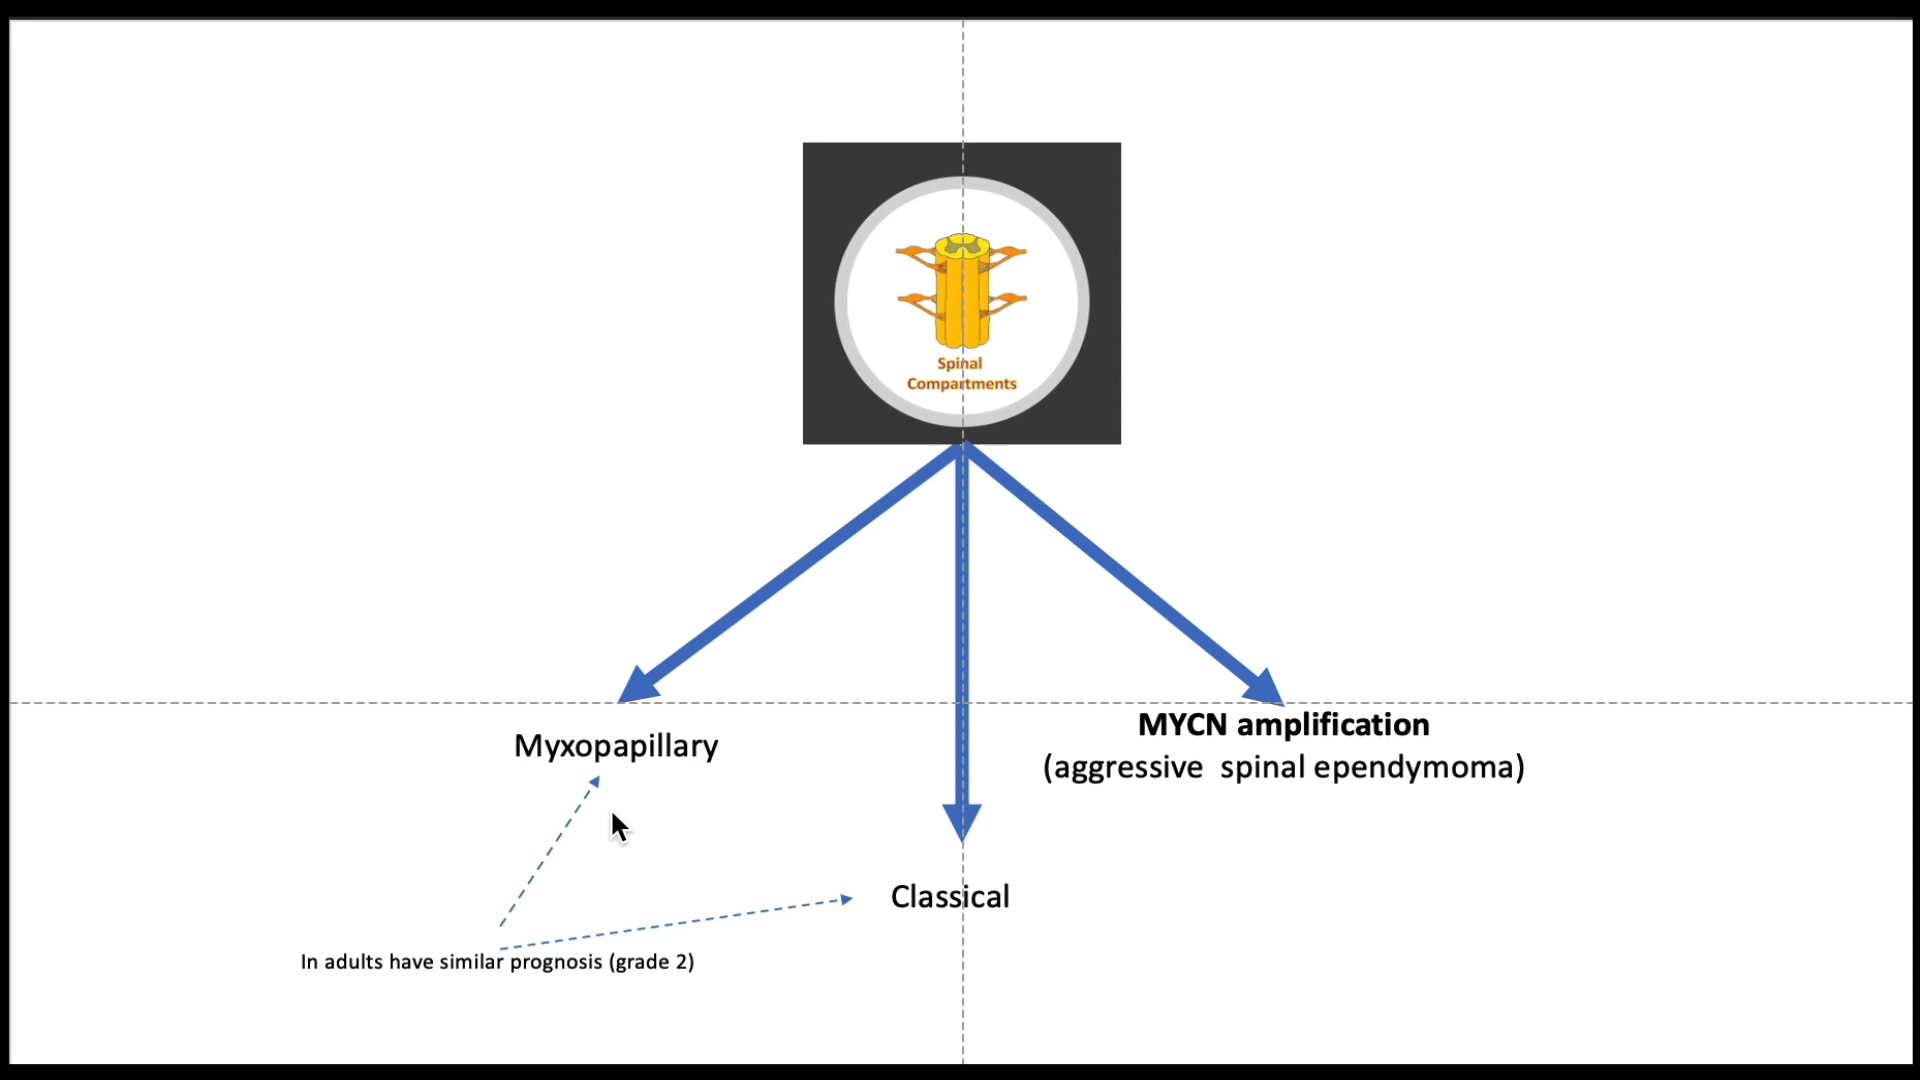 Spinal
Compartments
MYCN amplification
(aggressive  spinal ependymoma)
Myxopapillary
Classical
In adults have similar prognosis (grade 2)